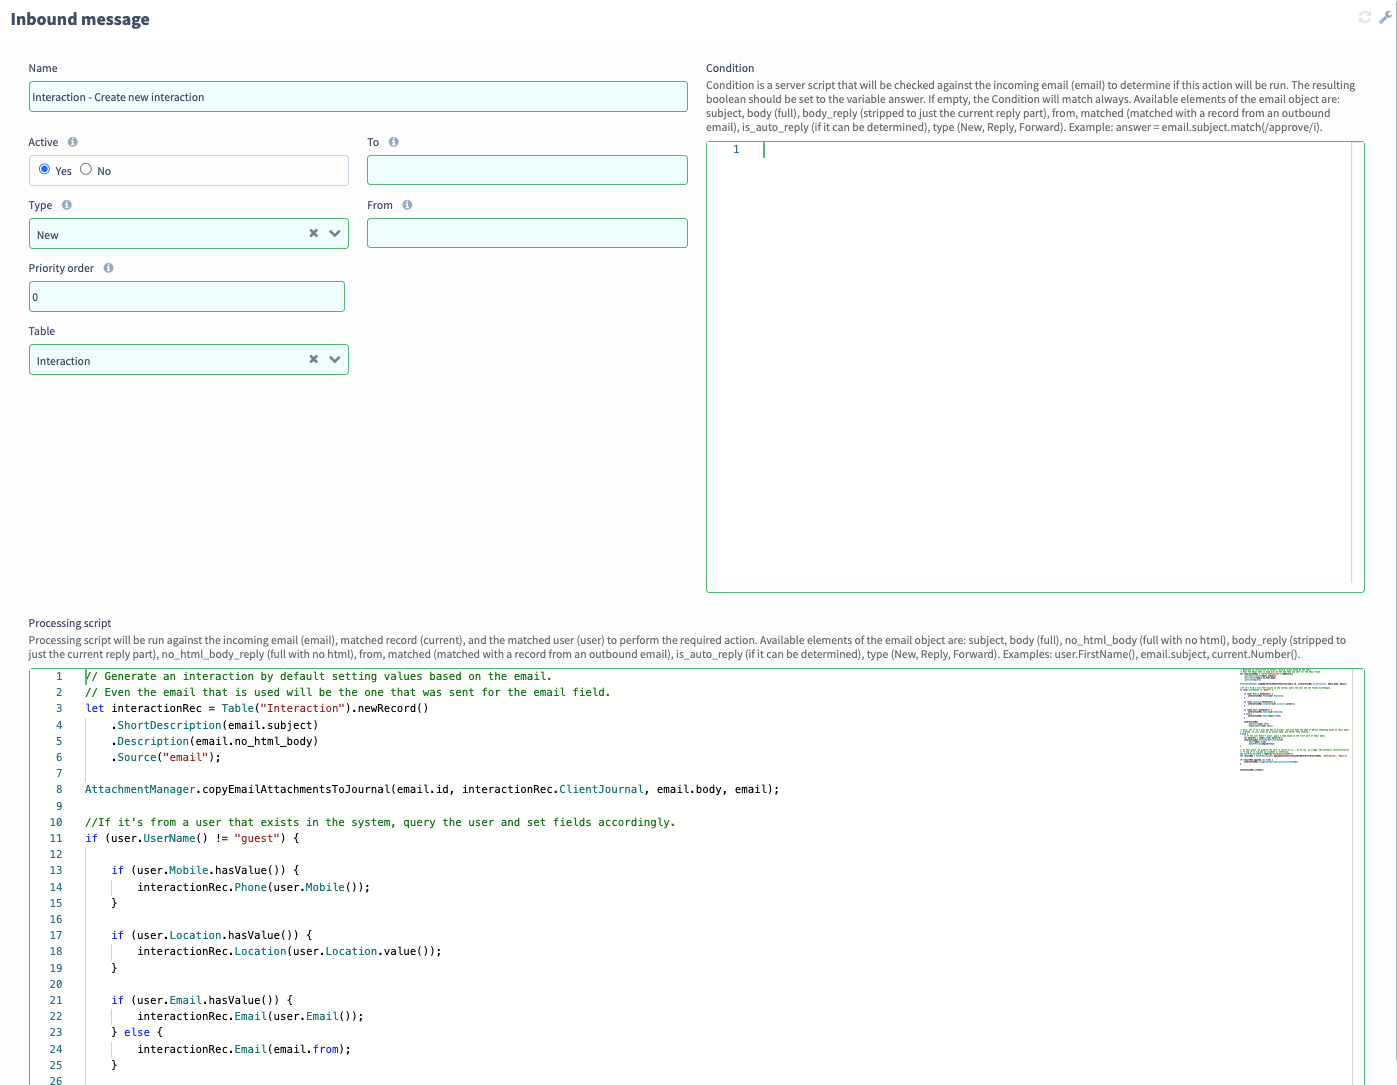 Inbound message
Name
Interaction - Create new interaction
Active
Yes No
To
Type
New
From
Priority order
0
Table
Interaction
Condition
Condition is a server script that will be checked against the incoming email (email) to determine if this action will be run. The resulting
boolean should be set to the variable answer. If empty, the Condition will match always. Available elements of the email object are:
subject, body (full), body_reply (stripped to just the current reply part), from, matched (matched with a record from an outbound
email), is_auto_reply (if it can be determined), type (New, Reply, Forward). Example: answer = email.subject.match(/approve/i).
1
Processing script
Processing script will be run against the incoming email (email), matched record (current), and the matched user (user) to perform the required action. Available elements of the email object are: subject, body (full), no_html_body (full with no html), body_reply (stripped to
just the current reply part), no_html_body_reply (full with no html), from, matched (matched with a record from an outbound email), is_auto_reply (if it can be determined), type (New, Reply, Forward). Examples: user.FirstName(), email.subject, current.Number().
1 // Generate an interaction by default setting values based on the email.
2 // Even the email that is used will be the one that was sent for the email field.
3 let interactionRec = Table("Interaction").newRecord()
4 .ShortDescription(email.subject)
5 .Description(email.no_html_body)
6 .Source("email");
7
8 AttachmentManager.copyEmailAttachmentsToJournal(email.id, interactionRec.ClientJournal, email.body, email);
9
10 //If it's from a user that exists in the system, query the user and set fields accordingly.
11 if (user.UserName() != "guest") {
12
13 if (user.Mobile.hasValue()) {
14 interactionRec.Phone(user.Mobile());
15 }
16
17 if (user.Location.hasValue()) {
18 interactionRec.Location(user.Location.value());
19 }
20
21 if (user.Email.hasValue()) {
22 interactionRec.Email(user.Email());
23 } else {
24 interactionRec.Email(email.from);
25 }
26